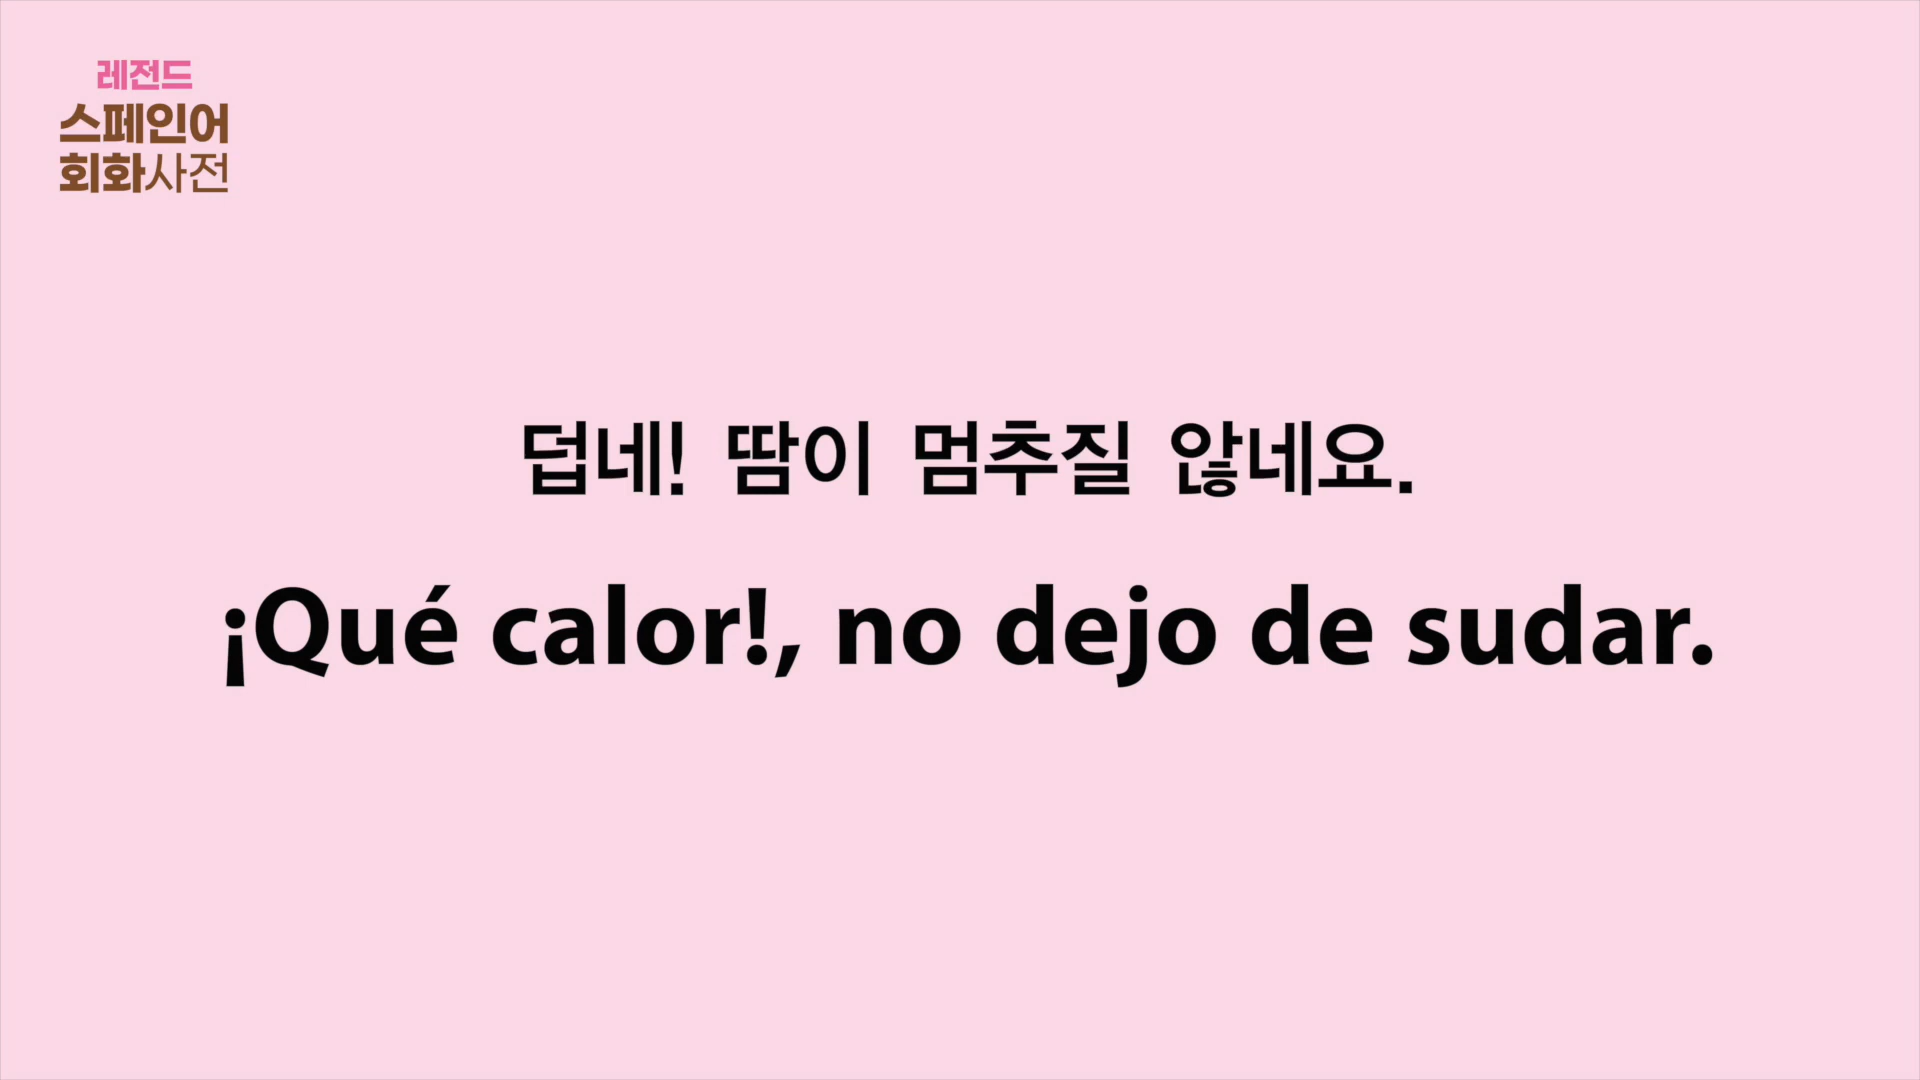 레전드
스페인어
회화사전
덥네! 땀이 멈추질 않네요.
¡Qué calor!, no dejo de sudar.